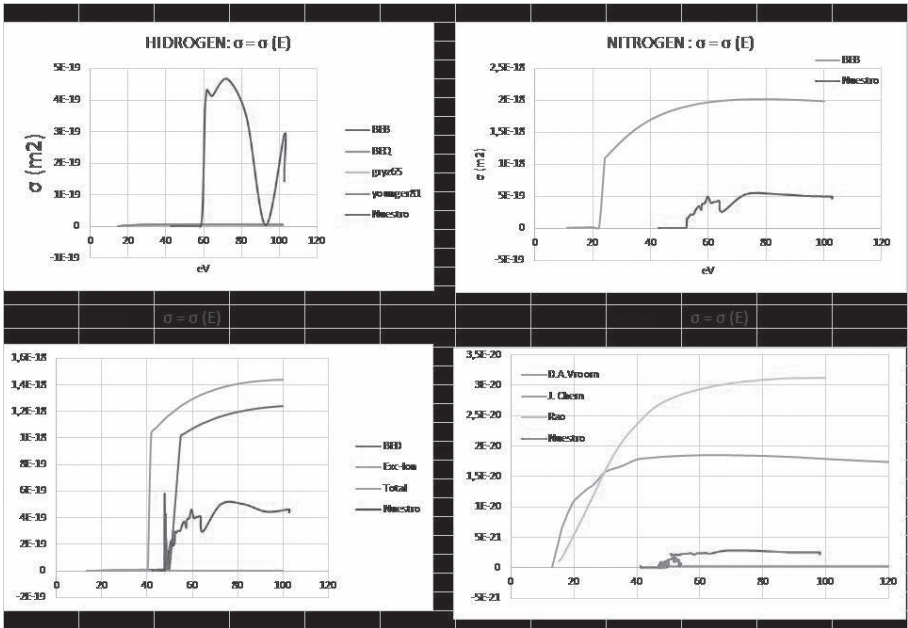 HIDROGEN: σ = σ (E)
5E-19
4E-19
3E-19
2E-19
1E-19
0
-1E-19
σ (m2)
0 20 40 60 80 100 120
eV
BEB
BEQ
gryz65
younger81
Nuestro
NITROGEN : σ = σ (E)
2,5E-18
2E-18
1,5E-18
1E-18
5E-19
0
-5E-19
σ (m2)
0 20 40 60 80 100 120
eV
BEB
Nuestro
σ = σ (E)
1,6E-18
1,4E-18
1,2E-18
1E-18
8E-19
6E-19
4E-19
2E-19
0
-2E-19
0 20 40 60 80 100 120
Exc-Ion
Total
Nuestro
σ = σ (E)
3,5E-20
3E-20
2,5E-20
2E-20
1,5E-20
1E-20
5E-21
0
-5E-21
0 20 40 60 80 100 120
D.A.Vroom
J. Chem
Rao
Nuestro